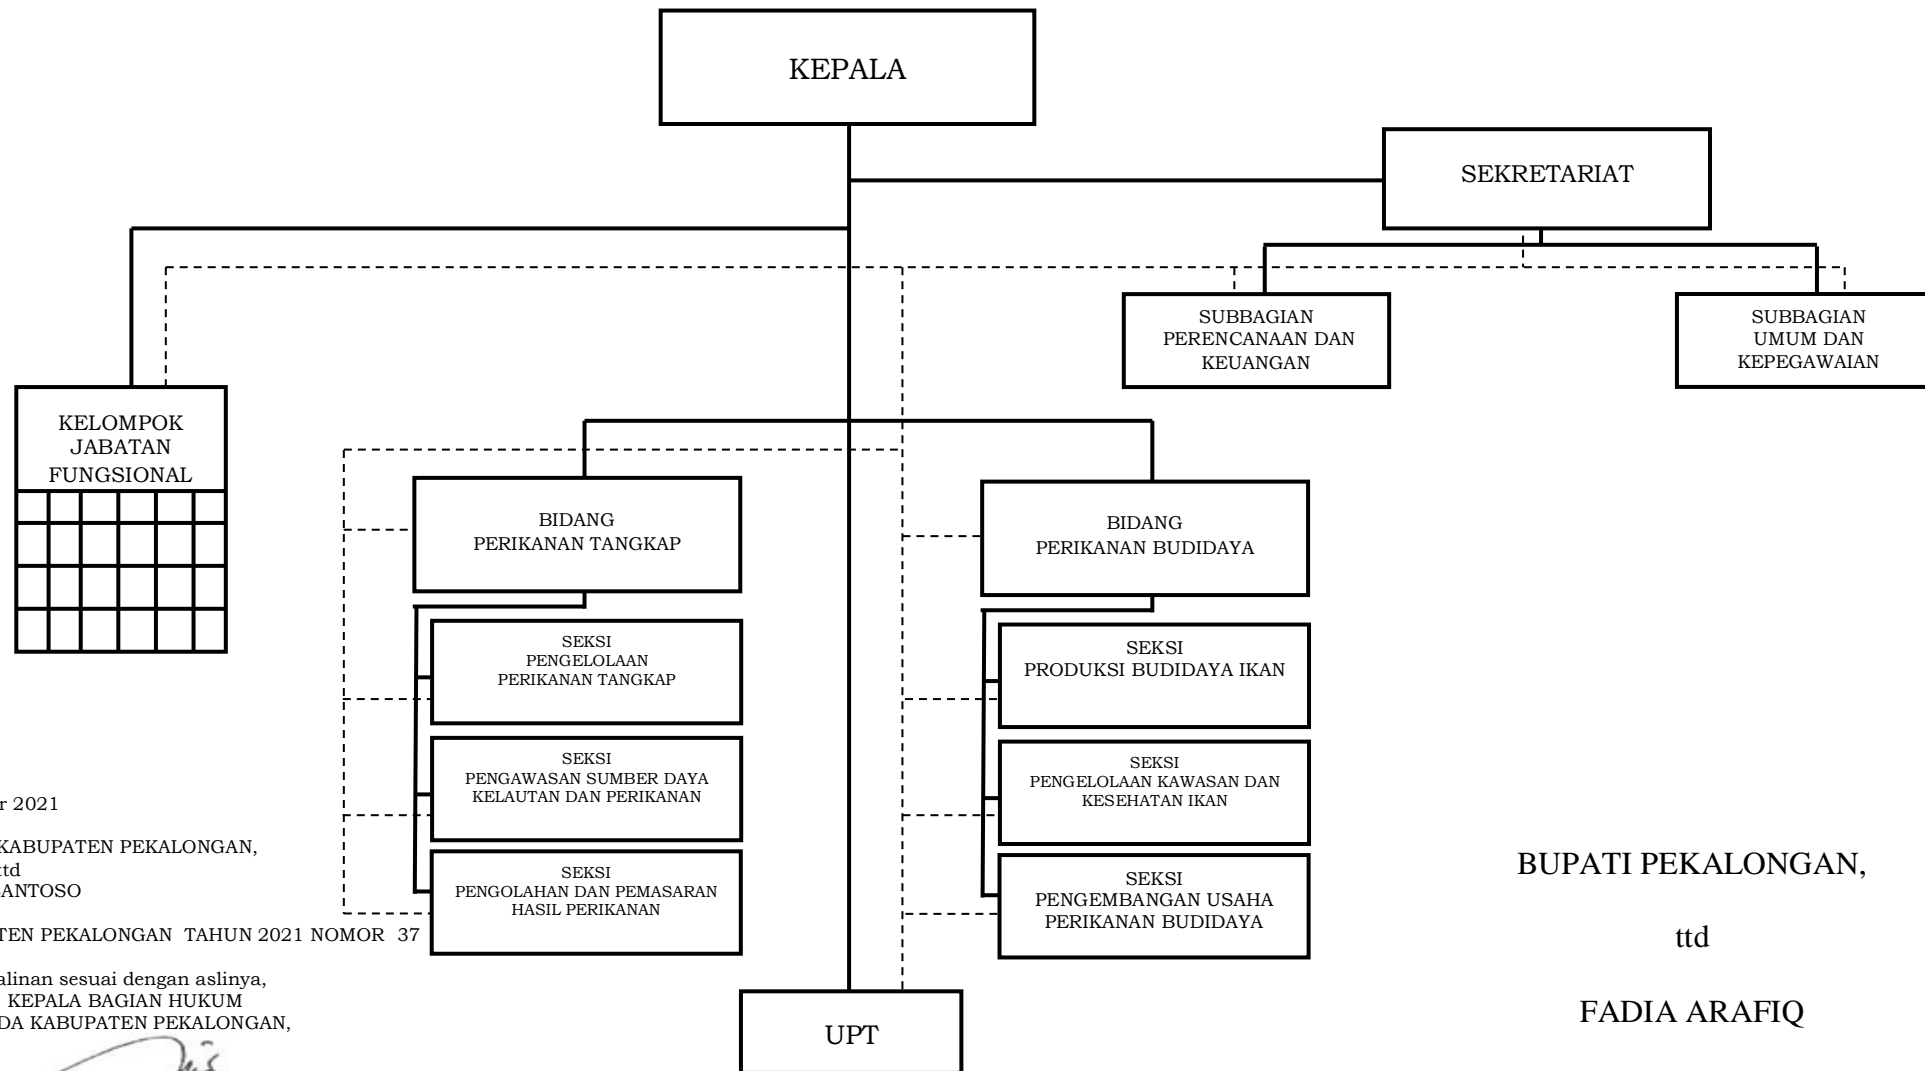 KEPALA
SEKRETARIAT
SUBBAGIAN
PERENCANAAN DAN
KEUANGAN
SUBBAGIAN
UMUM DAN
KEPEGAWAIAN
KELOMPOK
JABATAN
FUNGSIONAL
BIDANG
PERIKANAN TANGKAP
BIDANG
PERIKANAN BUDIDAYA
SEKSI
PENGELOLAAN
PERIKANAN TANGKAP
SEKSI
PRODUKSI BUDIDAYA IKAN
SEKSI
PENGAWASAN SUMBER DAYA
KELAUTAN DAN PERIKANAN
SEKSI
PENGELOLAAN KAWASAN DAN
KESEHATAN IKAN
SEKSI
PENGOLAHAN DAN PEMASARAN
HASIL PERIKANAN
SEKSI
PENGEMBANGAN USAHA
PERIKANAN BUDIDAYA
UPT
r 2021
KABUPATEN PEKALONGAN,
ttd
SANTOSO
TEN PEKALONGAN TAHUN 2021 NOMOR 37
alinan sesuai dengan aslinya,
KEPALA BAGIAN HUKUM
DA KABUPATEN PEKALONGAN,
BUPATI PEKALONGAN,
ttd
FADIA ARAFIQ